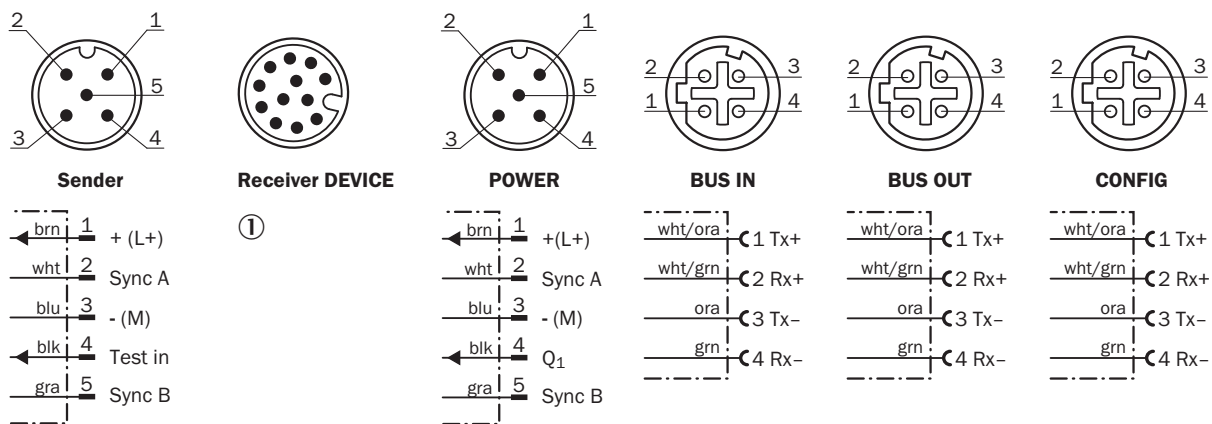 2 1
5
3 4
Sender
brn 1 + (L+)
wht 2 Sync A
blu 3 - (M)
blk 4 Test in
gra 5 Sync B
Receiver DEVICE
①
2 1
5
3 4
POWER
brn 1 +(L+)
wht 2 Sync A
blu 3 - (M)
blk 4 Q₁
gra 5 Sync B
2 3
1 4
BUS IN
wht/ora 1 Tx+
wht/grn 2 Rx+
ora 3 Tx–
grn 4 Rx–
2 3
1 4
BUS OUT
wht/ora 1 Tx+
wht/grn 2 Rx+
ora 3 Tx–
grn 4 Rx–
2 3
1 4
CONFIG
wht/ora 1 Tx+
wht/grn 2 Rx+
ora 3 Tx–
grn 4 Rx–